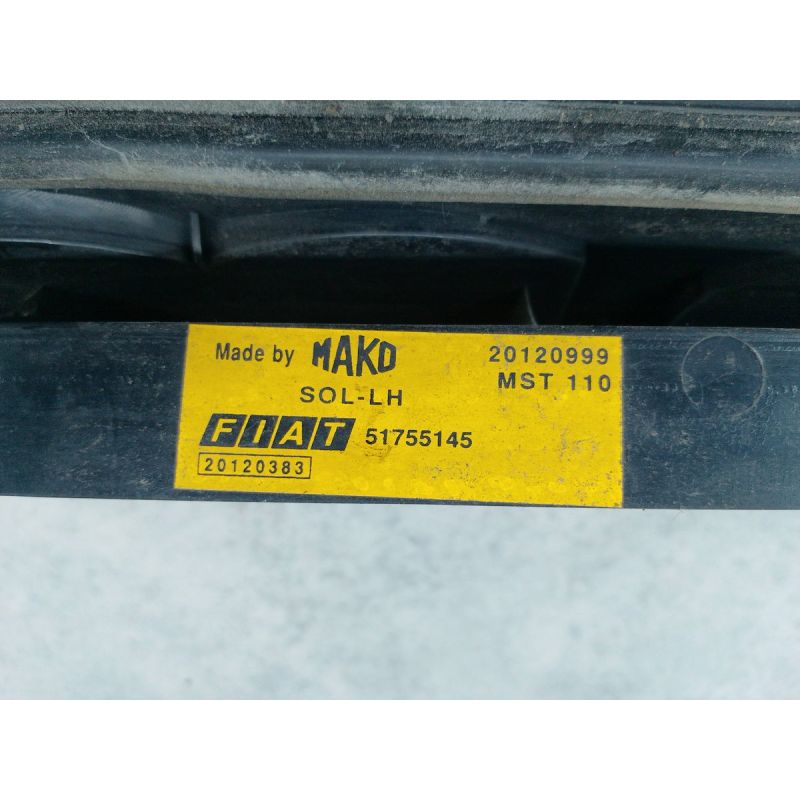 Made by MAKO 20120999
SOL-LH MST 110
FIAT 51755145
20120383